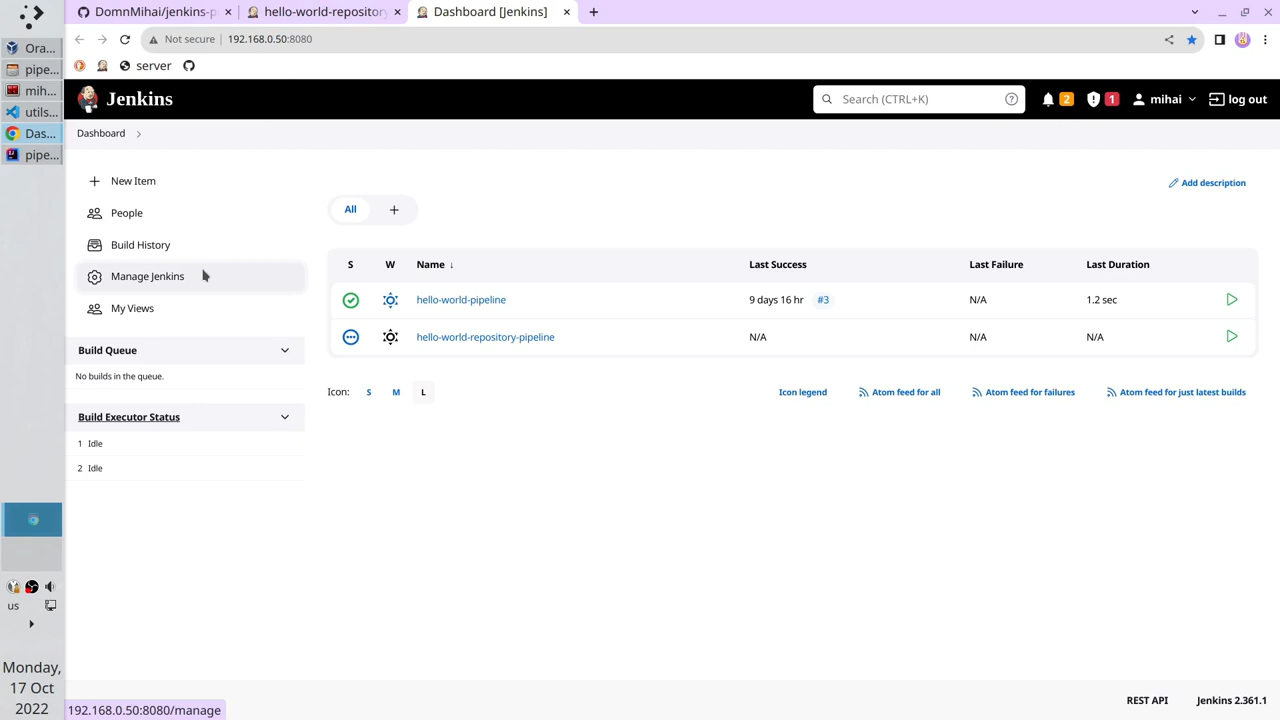 DomnMihai/jenkins-p
hello-world-repository
Dashboard [Jenkins]
Ora...
pipe...
mih...
utils...
Das...
pipe...
Not secure
192.168.0.50:8080
server
Jenkins
Search (CTRL+K)
2
1
mihai
log out
Dashboard
New Item
People
Build History
Manage Jenkins
My Views
Build Queue
No builds in the queue.
Build Executor Status
1 Idle
2 Idle
Add description
All
S W Name ↓ Last Success Last Failure Last Duration
hello-world-pipeline 9 days 16 hr #3 N/A 1.2 sec
hello-world-repository-pipeline N/A N/A N/A
Icon: S M L
Icon legend Atom feed for all Atom feed for failures Atom feed for just latest builds
us
Monday,
17 Oct
2022
192.168.0.50:8080/manage
REST API Jenkins 2.361.1